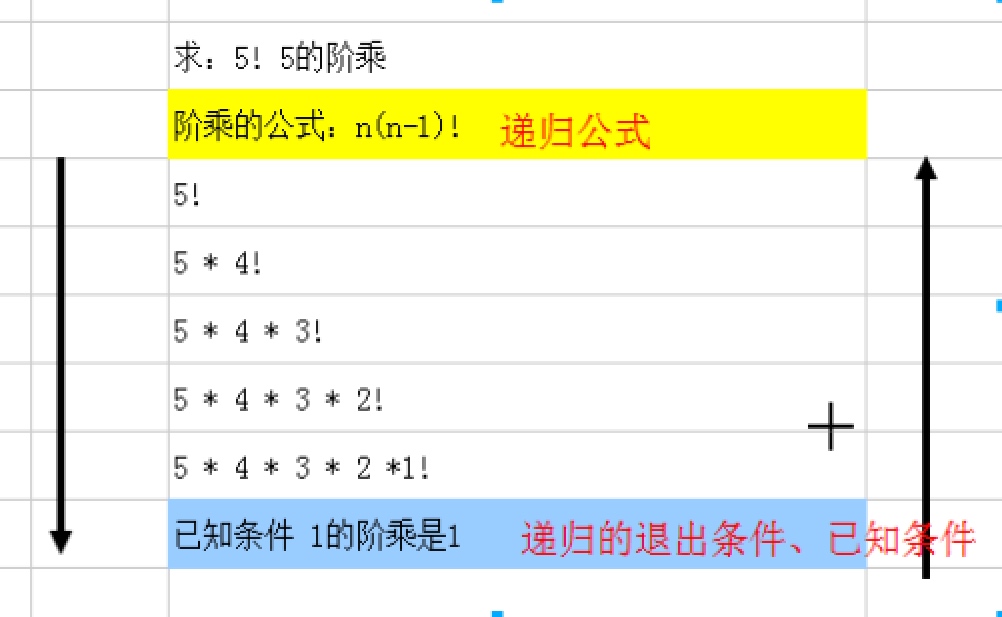 求: 5! 5的阶乘
阶乘的公式: n(n-1)! 递归公式
5!
5 * 4!
5 * 4 * 3!
5 * 4 * 3 * 2!
5 * 4 * 3 * 2 *1!
已知条件 1的阶乘是1 递归的退出条件、已知条件